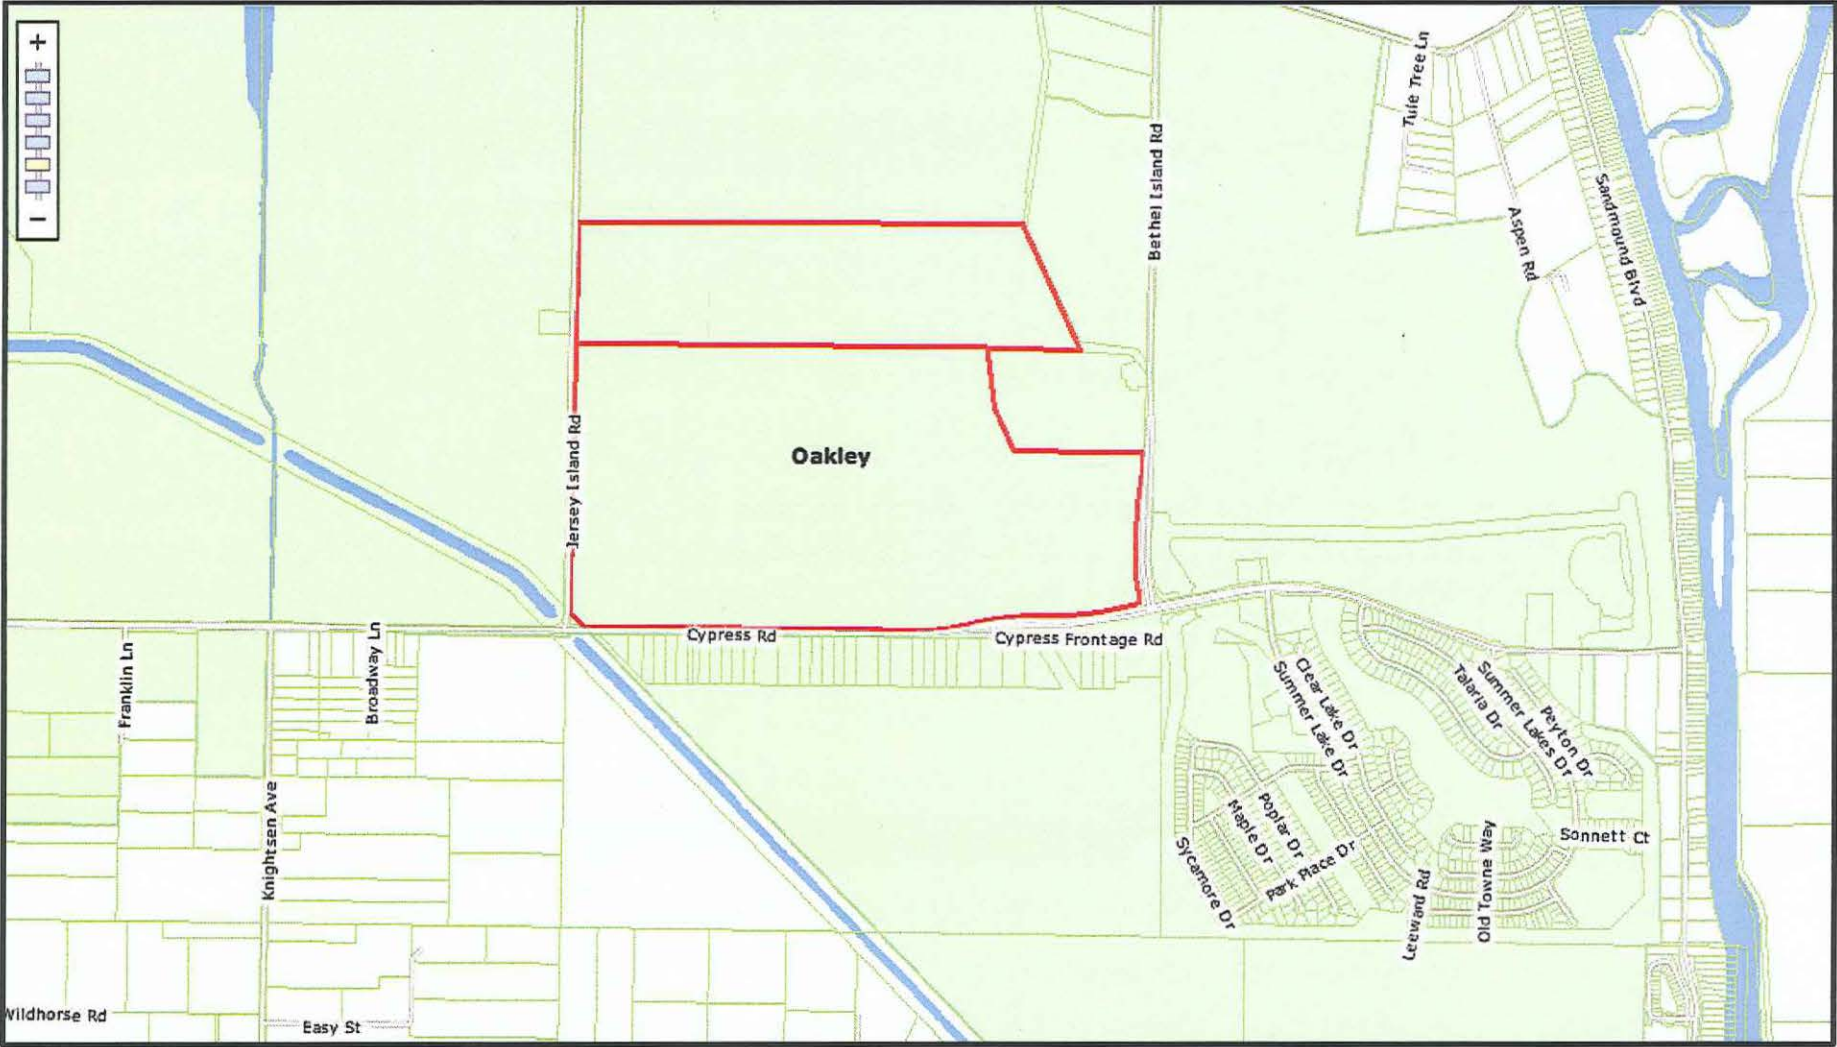 +
−
Tule Tree Ln
Bethel Island Rd
Sandmound Blvd
Aspen Rd
Jersey Island Rd
Oakley
Cypress Rd
Cypress Frontage Rd
Franklin Ln
Broadway Ln
Knightsen Ave
Clear Lake Dr
Summer Lake Dr
Talaria Dr
Summer Lakes Dr
Peyton Dr
Poplar Dr
Maple Dr
Park Place Dr
Sycamore Dr
Leeward Rd
Old Towne Way
Sonnett Ct
Wildhorse Rd
Easy St